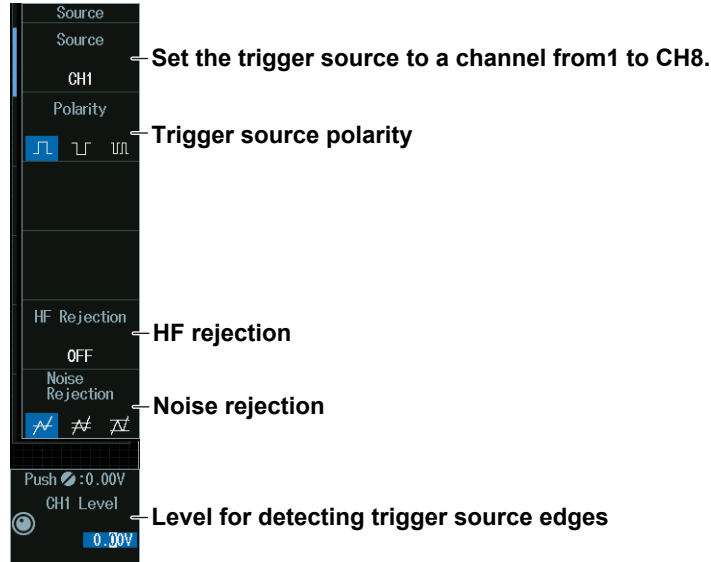 Source
Source
CH1
Set the trigger source to a channel from1 to CH8.
Polarity
Trigger source polarity
HF Rejection
OFF
HF rejection
Noise
Rejection
Noise rejection
Push :0.00V
CH1 Level
0.00V
Level for detecting trigger source edges